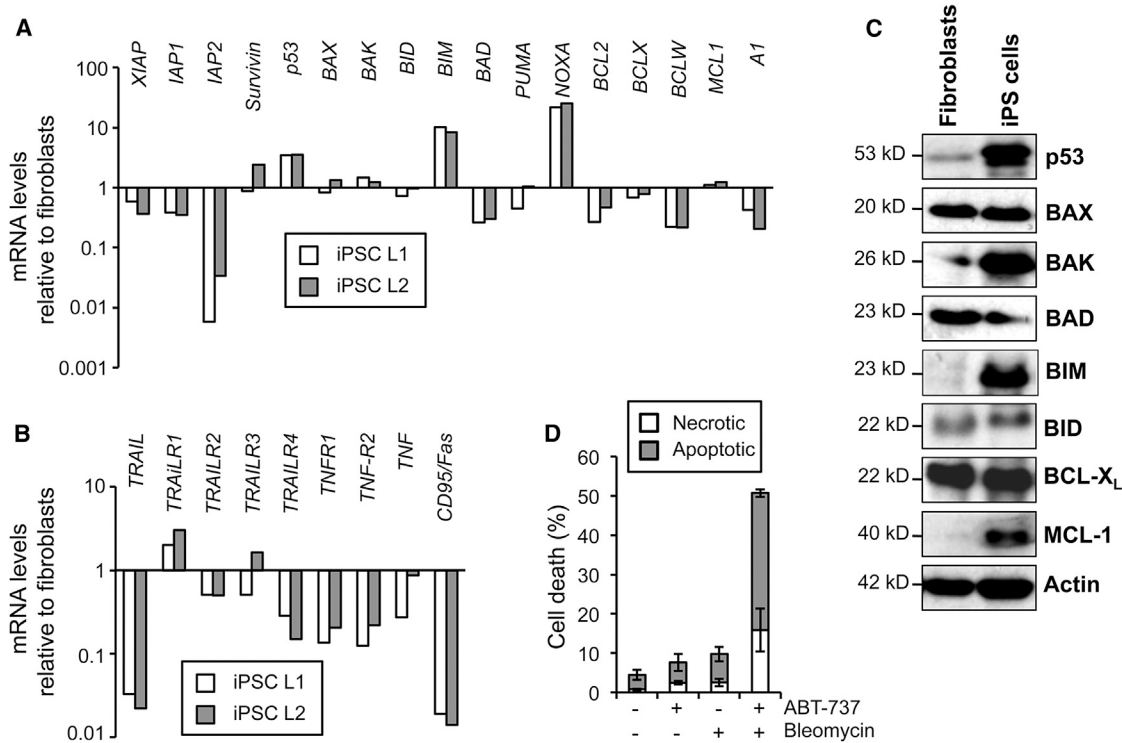 A
XIAP
IAP1
IAP2
Survivin
p53
BAX
BAK
BID
BIM
BAD
PUMA
NOXA
BCL2
BCLX
BCLW
MCL1
A1
mRNA levels
relative to fibroblasts
100
10
1
0.1
0.01
0.001
iPSC L1
iPSC L2
B
TRAIL
TRAiLR1
TRAILR2
TRAILR3
TRAILR4
TNFR1
TNF-R2
TNF
CD95/Fas
mRNA levels
relative to fibroblasts
10
1
0.1
0.01
iPSC L1
iPSC L2
C
Fibroblasts
iPS cells
53 kD p53
20 kD BAX
26 kD BAK
23 kD BAD
23 kD BIM
22 kD BID
22 kD BCL-XL
40 kD MCL-1
42 kD Actin
D
Necrotic
Apoptotic
Cell death (%)
60
50
40
30
20
10
0
- + - + ABT-737
- - + + Bleomycin